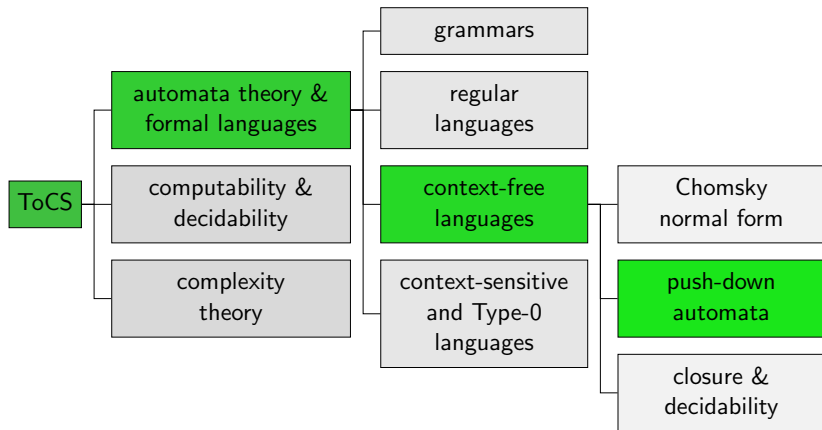 ToCS
automata theory &
formal languages
computability &
decidability
complexity
theory
grammars
regular
languages
context-free
languages
context-sensitive
and Type-0
languages
Chomsky
normal form
push-down
automata
closure &
decidability